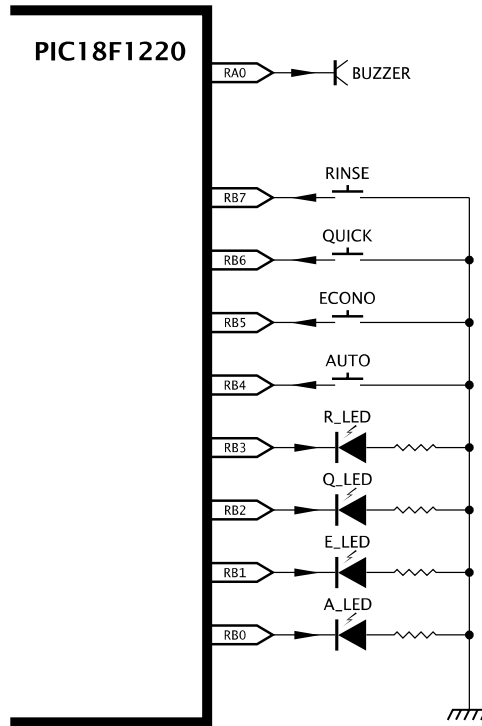 PIC18F1220
RA0
BUZZER
RINSE
RB7
QUICK
RB6
ECONO
RB5
AUTO
RB4
R_LED
RB3
Q_LED
RB2
E_LED
RB1
A_LED
RB0